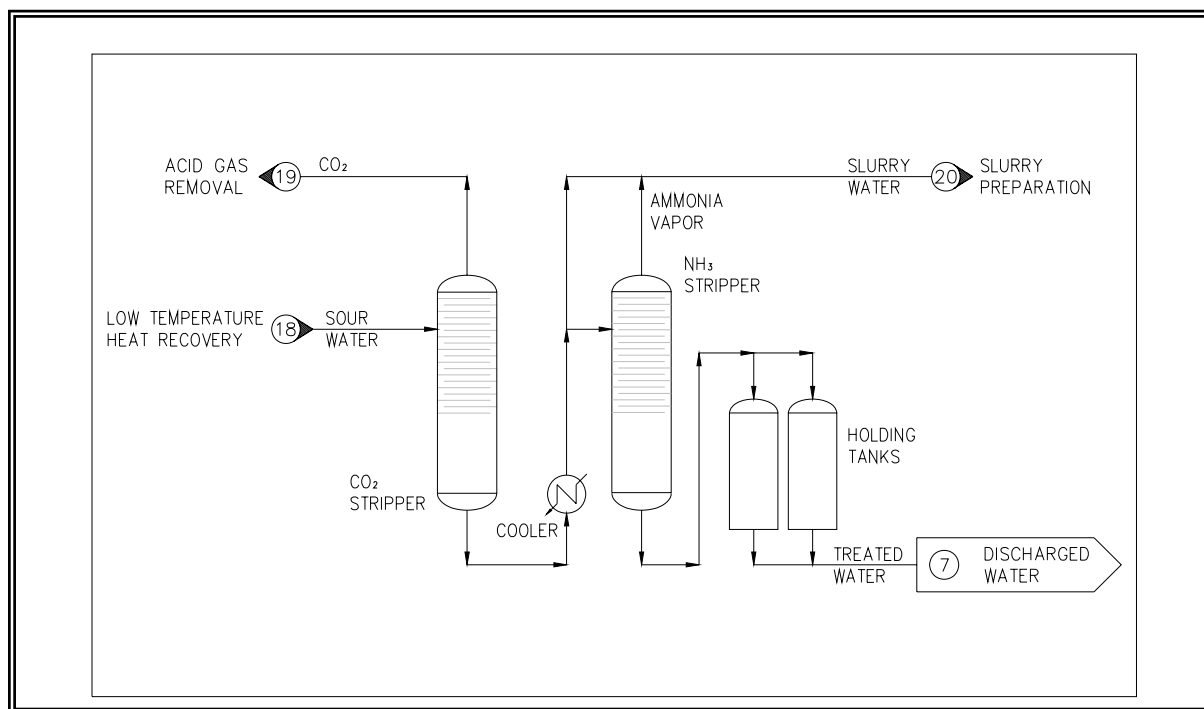 ACID GAS
REMOVAL
19
CO₂
SLURRY
WATER
20
SLURRY
PREPARATION
AMMONIA
VAPOR
NH₃
STRIPPER
LOW TEMPERATURE
HEAT RECOVERY
18
SOUR
WATER
HOLDING
TANKS
CO₂
STRIPPER
COOLER
TREATED
WATER
7
DISCHARGED
WATER